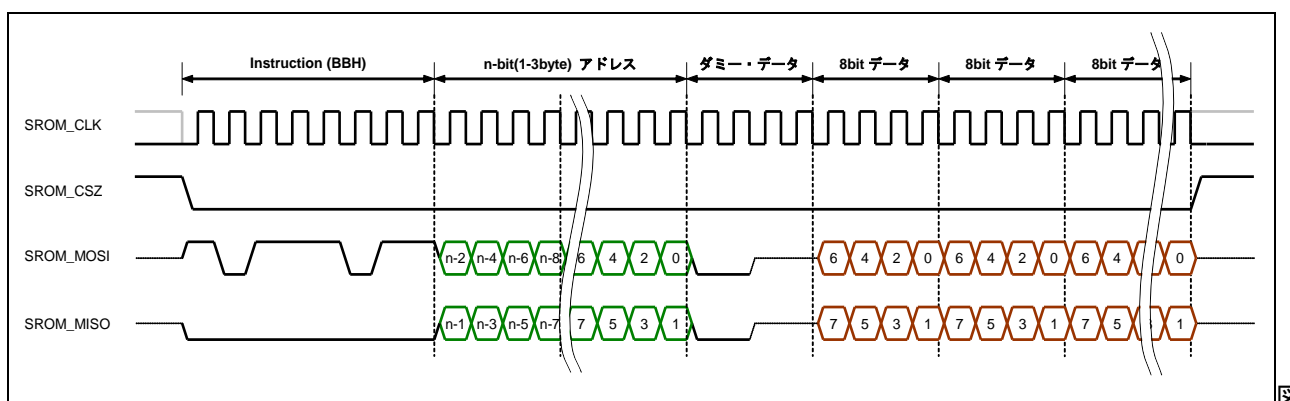 Instruction (BBH) n-bit(1-3byte) アドレス ダミー・データ 8bit データ 8bit データ 8bit データ
SROM_CLK
SROM_CSZ
SROM_MOSI n-2 n-4 n-6 n-8 6 4 2 0 6 4 2 0 6 4 2 0 6 4 0
SROM_MISO n-1 n-3 n-5 n-7 7 5 3 1 7 5 3 1 7 5 3 1 7 5 1
図